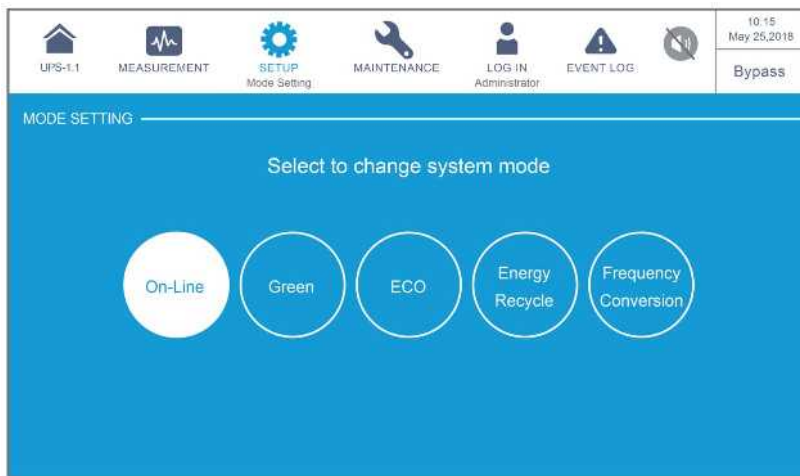 10:15
May 25,2018
UPS-1.1
MEASUREMENT
SETUP
MAINTENANCE
LOG IN
EVENT LOG
Mode Setting
Administrator
Bypass
MODE SETTING
Select to change system mode
On-Line
Green
ECO
Energy
Recycle
Frequency
Conversion